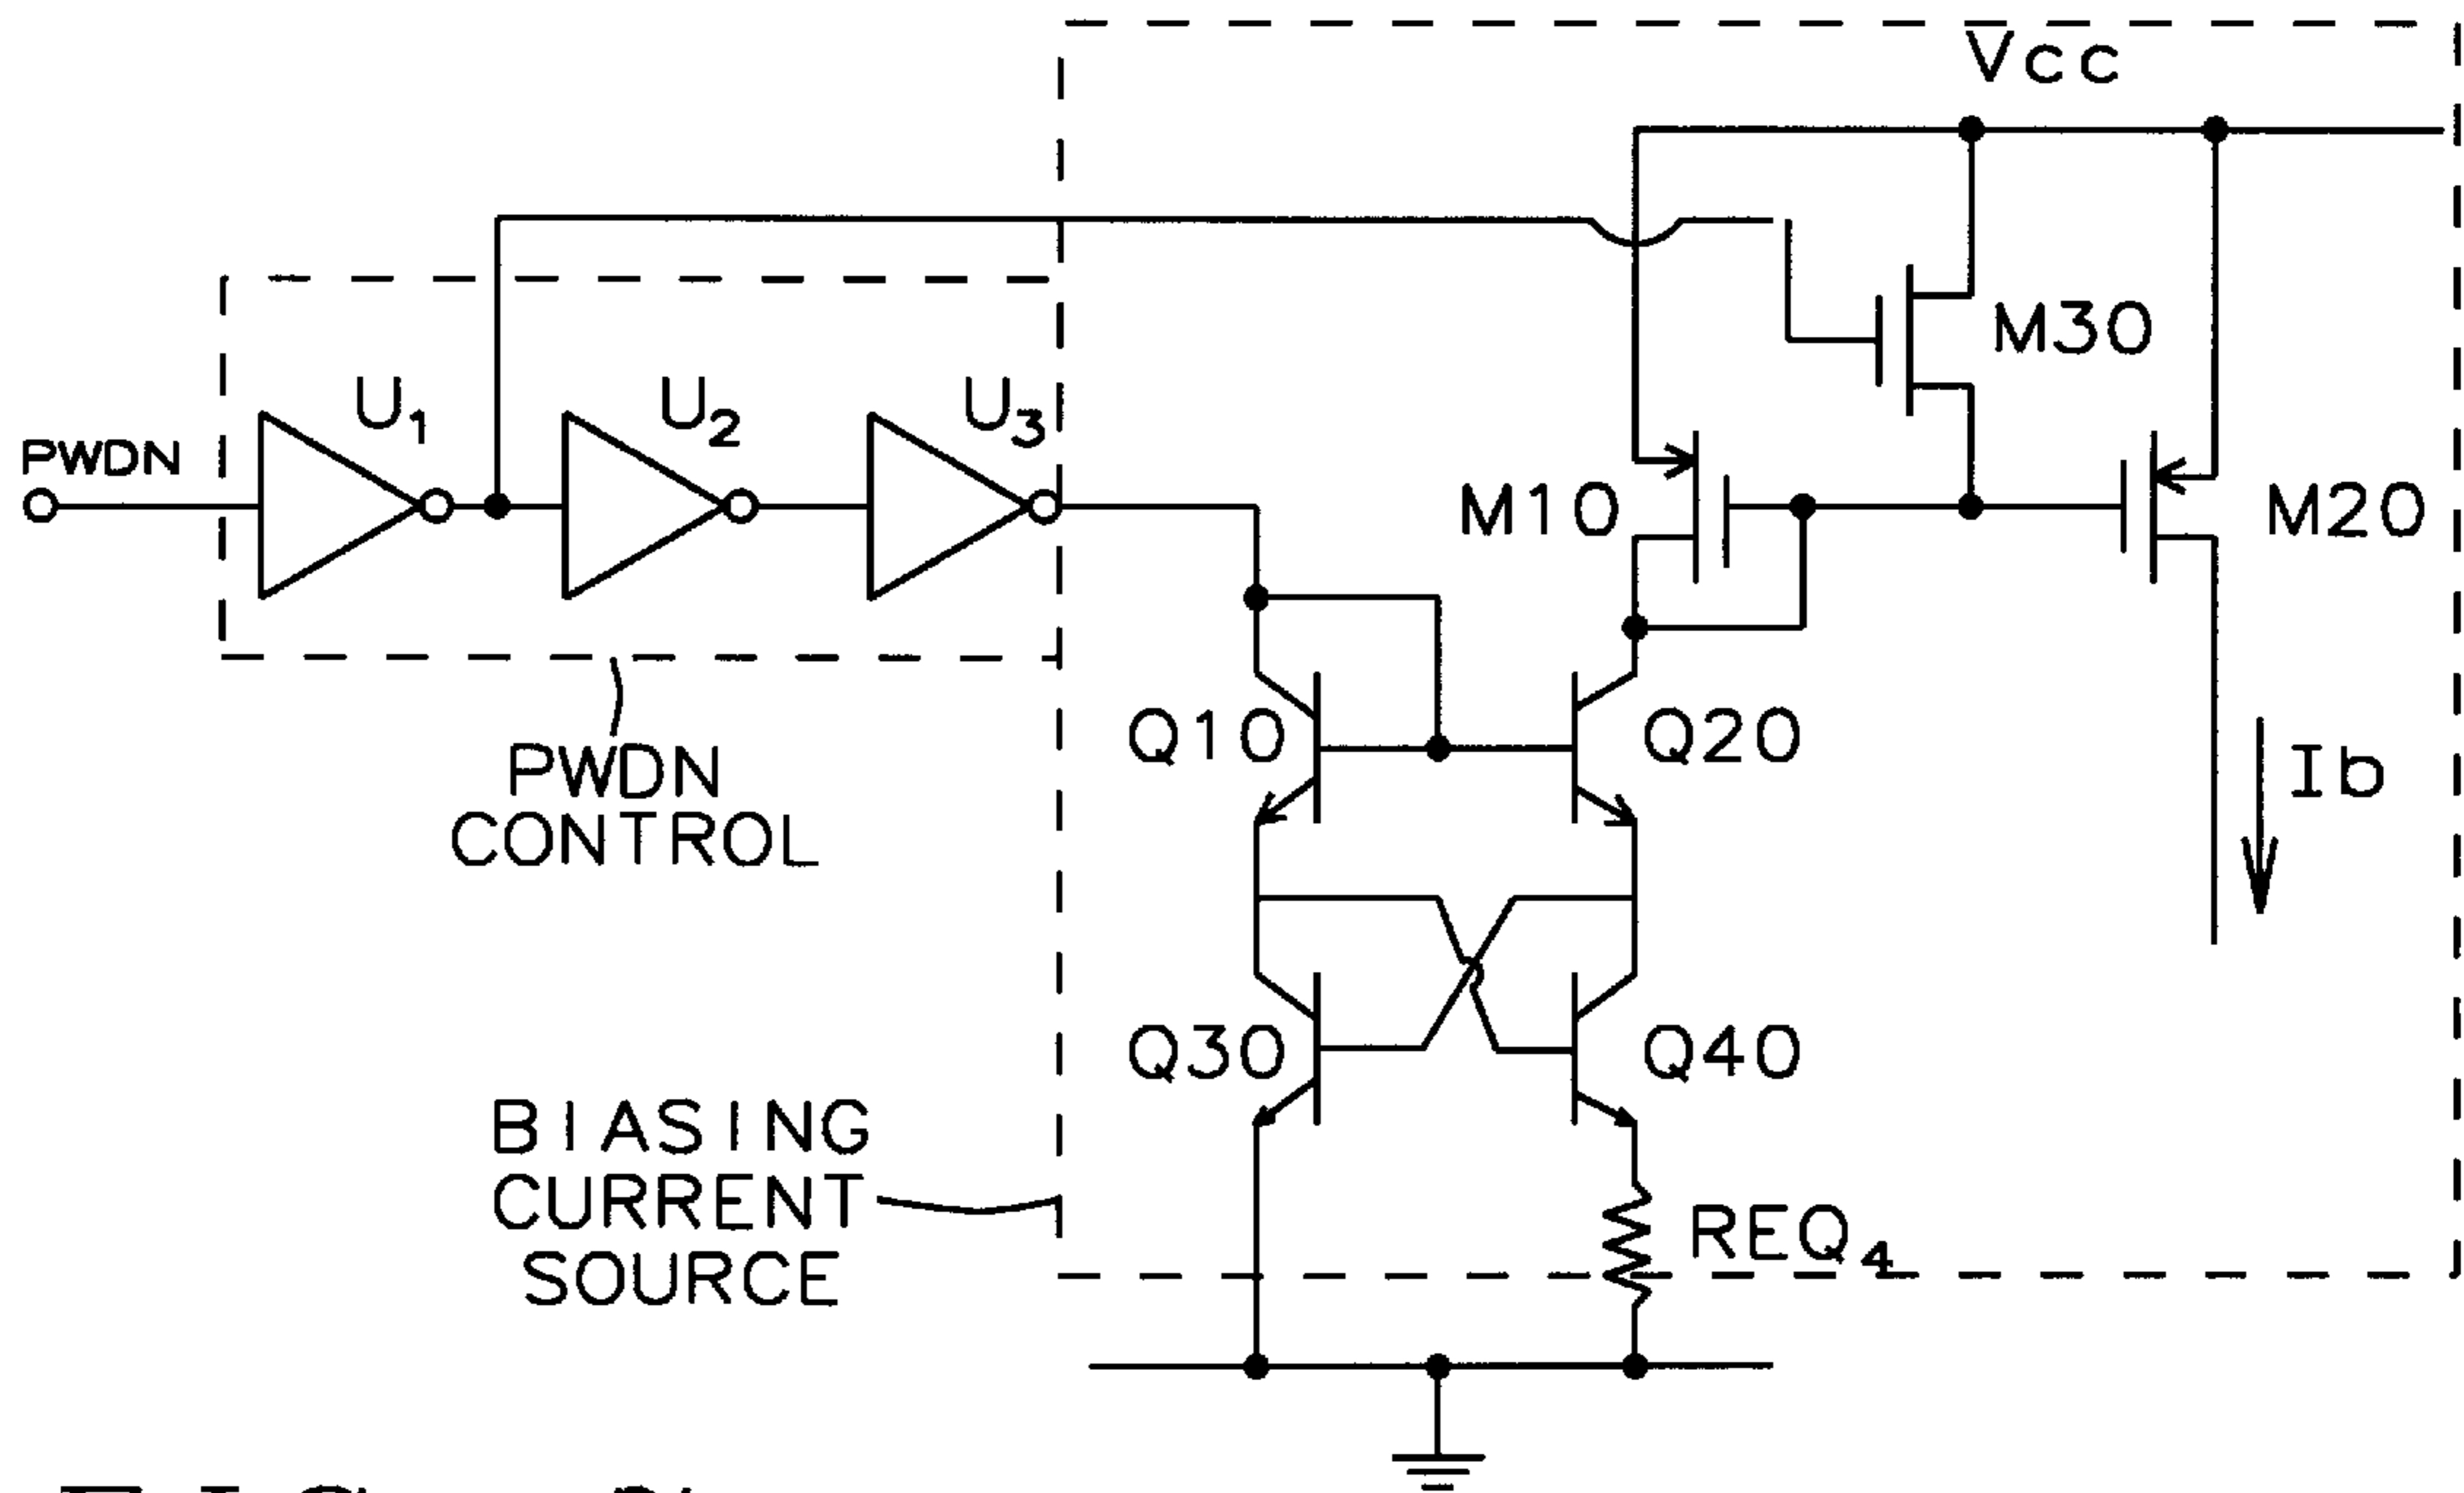 Vcc
M30
U1
U2
U3
PWDN
M10
M20
Q10
Q20
Ib
PWDN
CONTROL
Q30
Q40
BIASING
CURRENT
SOURCE
REQ4